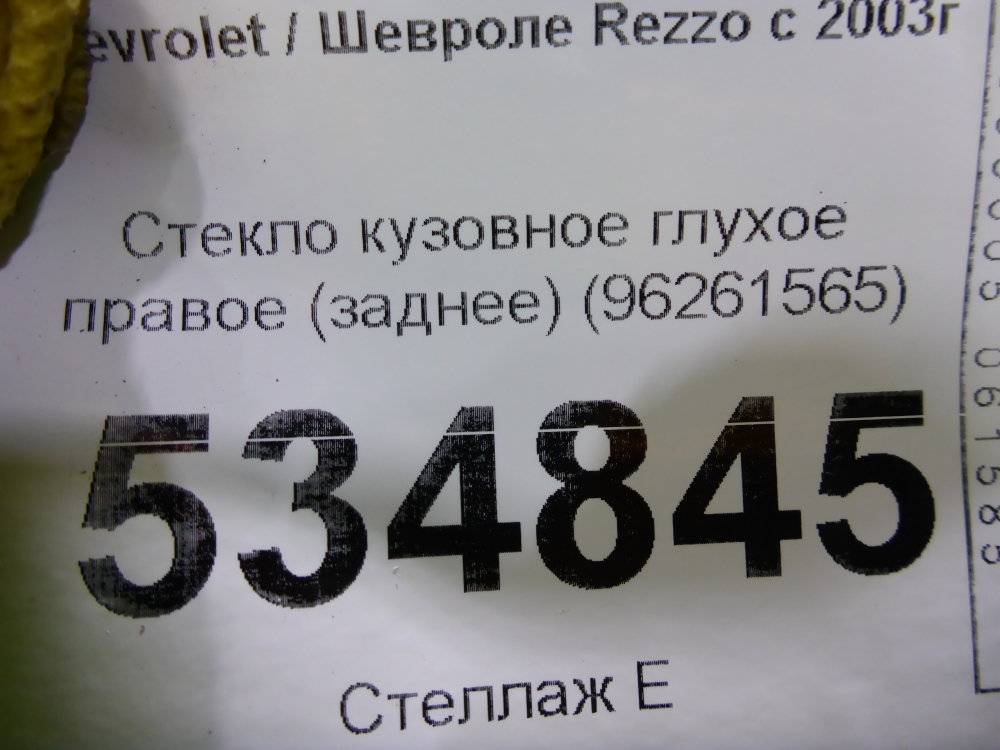 evrolet / Шевроле Rezzo с 2003г
Стекло кузовное глухое
правое (заднее) (96261565)
534845
Стеллаж Е